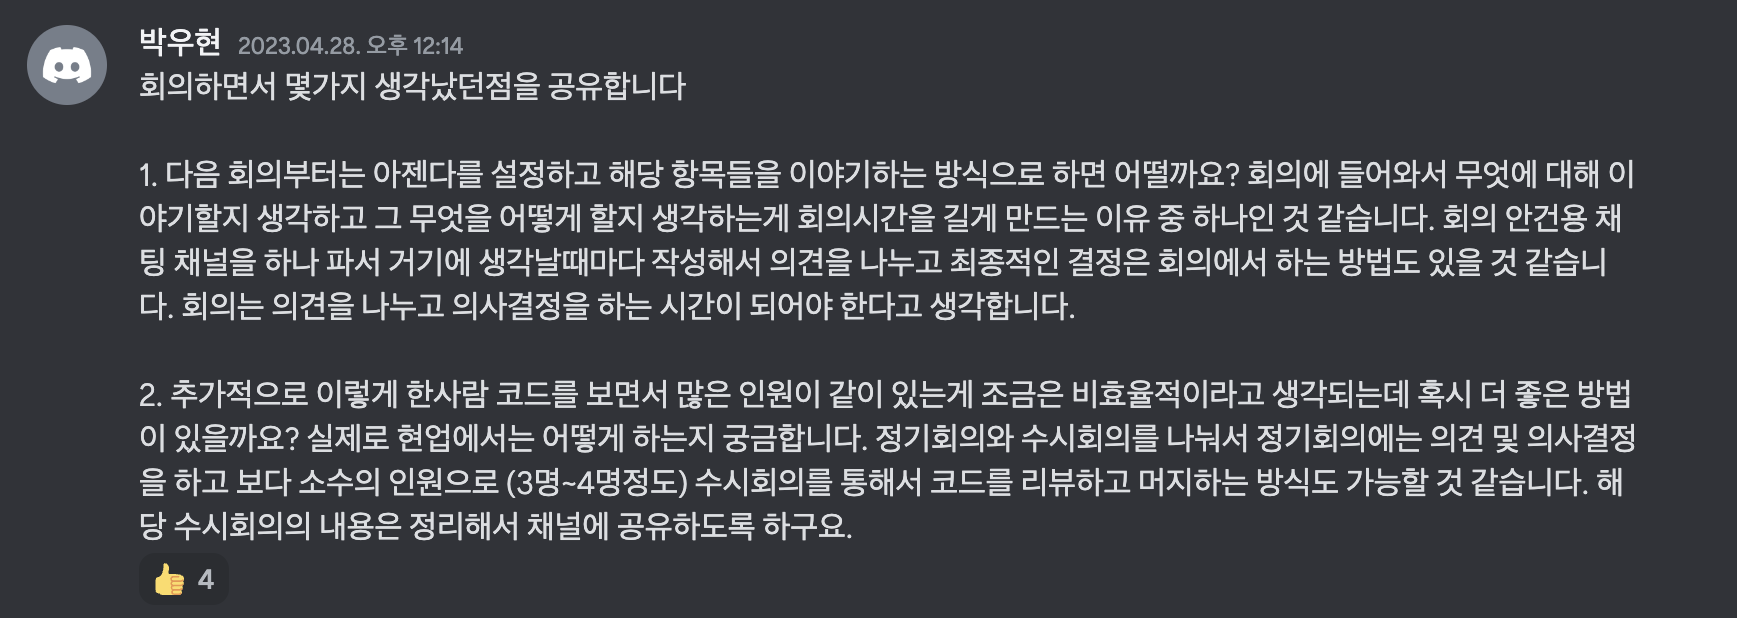 박우현 2023.04.28. 오후 12:14
회의하면서 몇가지 생각났던점을 공유합니다
1. 다음 회의부터는 아젠다를 설정하고 해당 항목들을 이야기하는 방식으로 하면 어떨까요? 회의에 들어와서 무엇에 대해 이
야기할지 생각하고 그 무엇을 어떻게 할지 생각하는게 회의시간을 길게 만드는 이유 중 하나인 것 같습니다. 회의 안건용 채
팅 채널을 하나 파서 거기에 생각날때마다 작성해서 의견을 나누고 최종적인 결정은 회의에서 하는 방법도 있을 것 같습니
다. 회의는 의견을 나누고 의사결정을 하는 시간이 되어야 한다고 생각합니다.
2. 추가적으로 이렇게 한사람 코드를 보면서 많은 인원이 같이 있는게 조금은 비효율적이라고 생각되는데 혹시 더 좋은 방법
이 있을까요? 실제로 현업에서는 어떻게 하는지 궁금합니다. 정기회의와 수시회의를 나눠서 정기회의에는 의견 및 의사결정
을 하고 보다 소수의 인원으로 (3명~4명정도) 수시회의를 통해서 코드를 리뷰하고 머지하는 방식도 가능할 것 같습니다. 해
당 수시회의의 내용은 정리해서 채널에 공유하도록 하구요.
👍 4